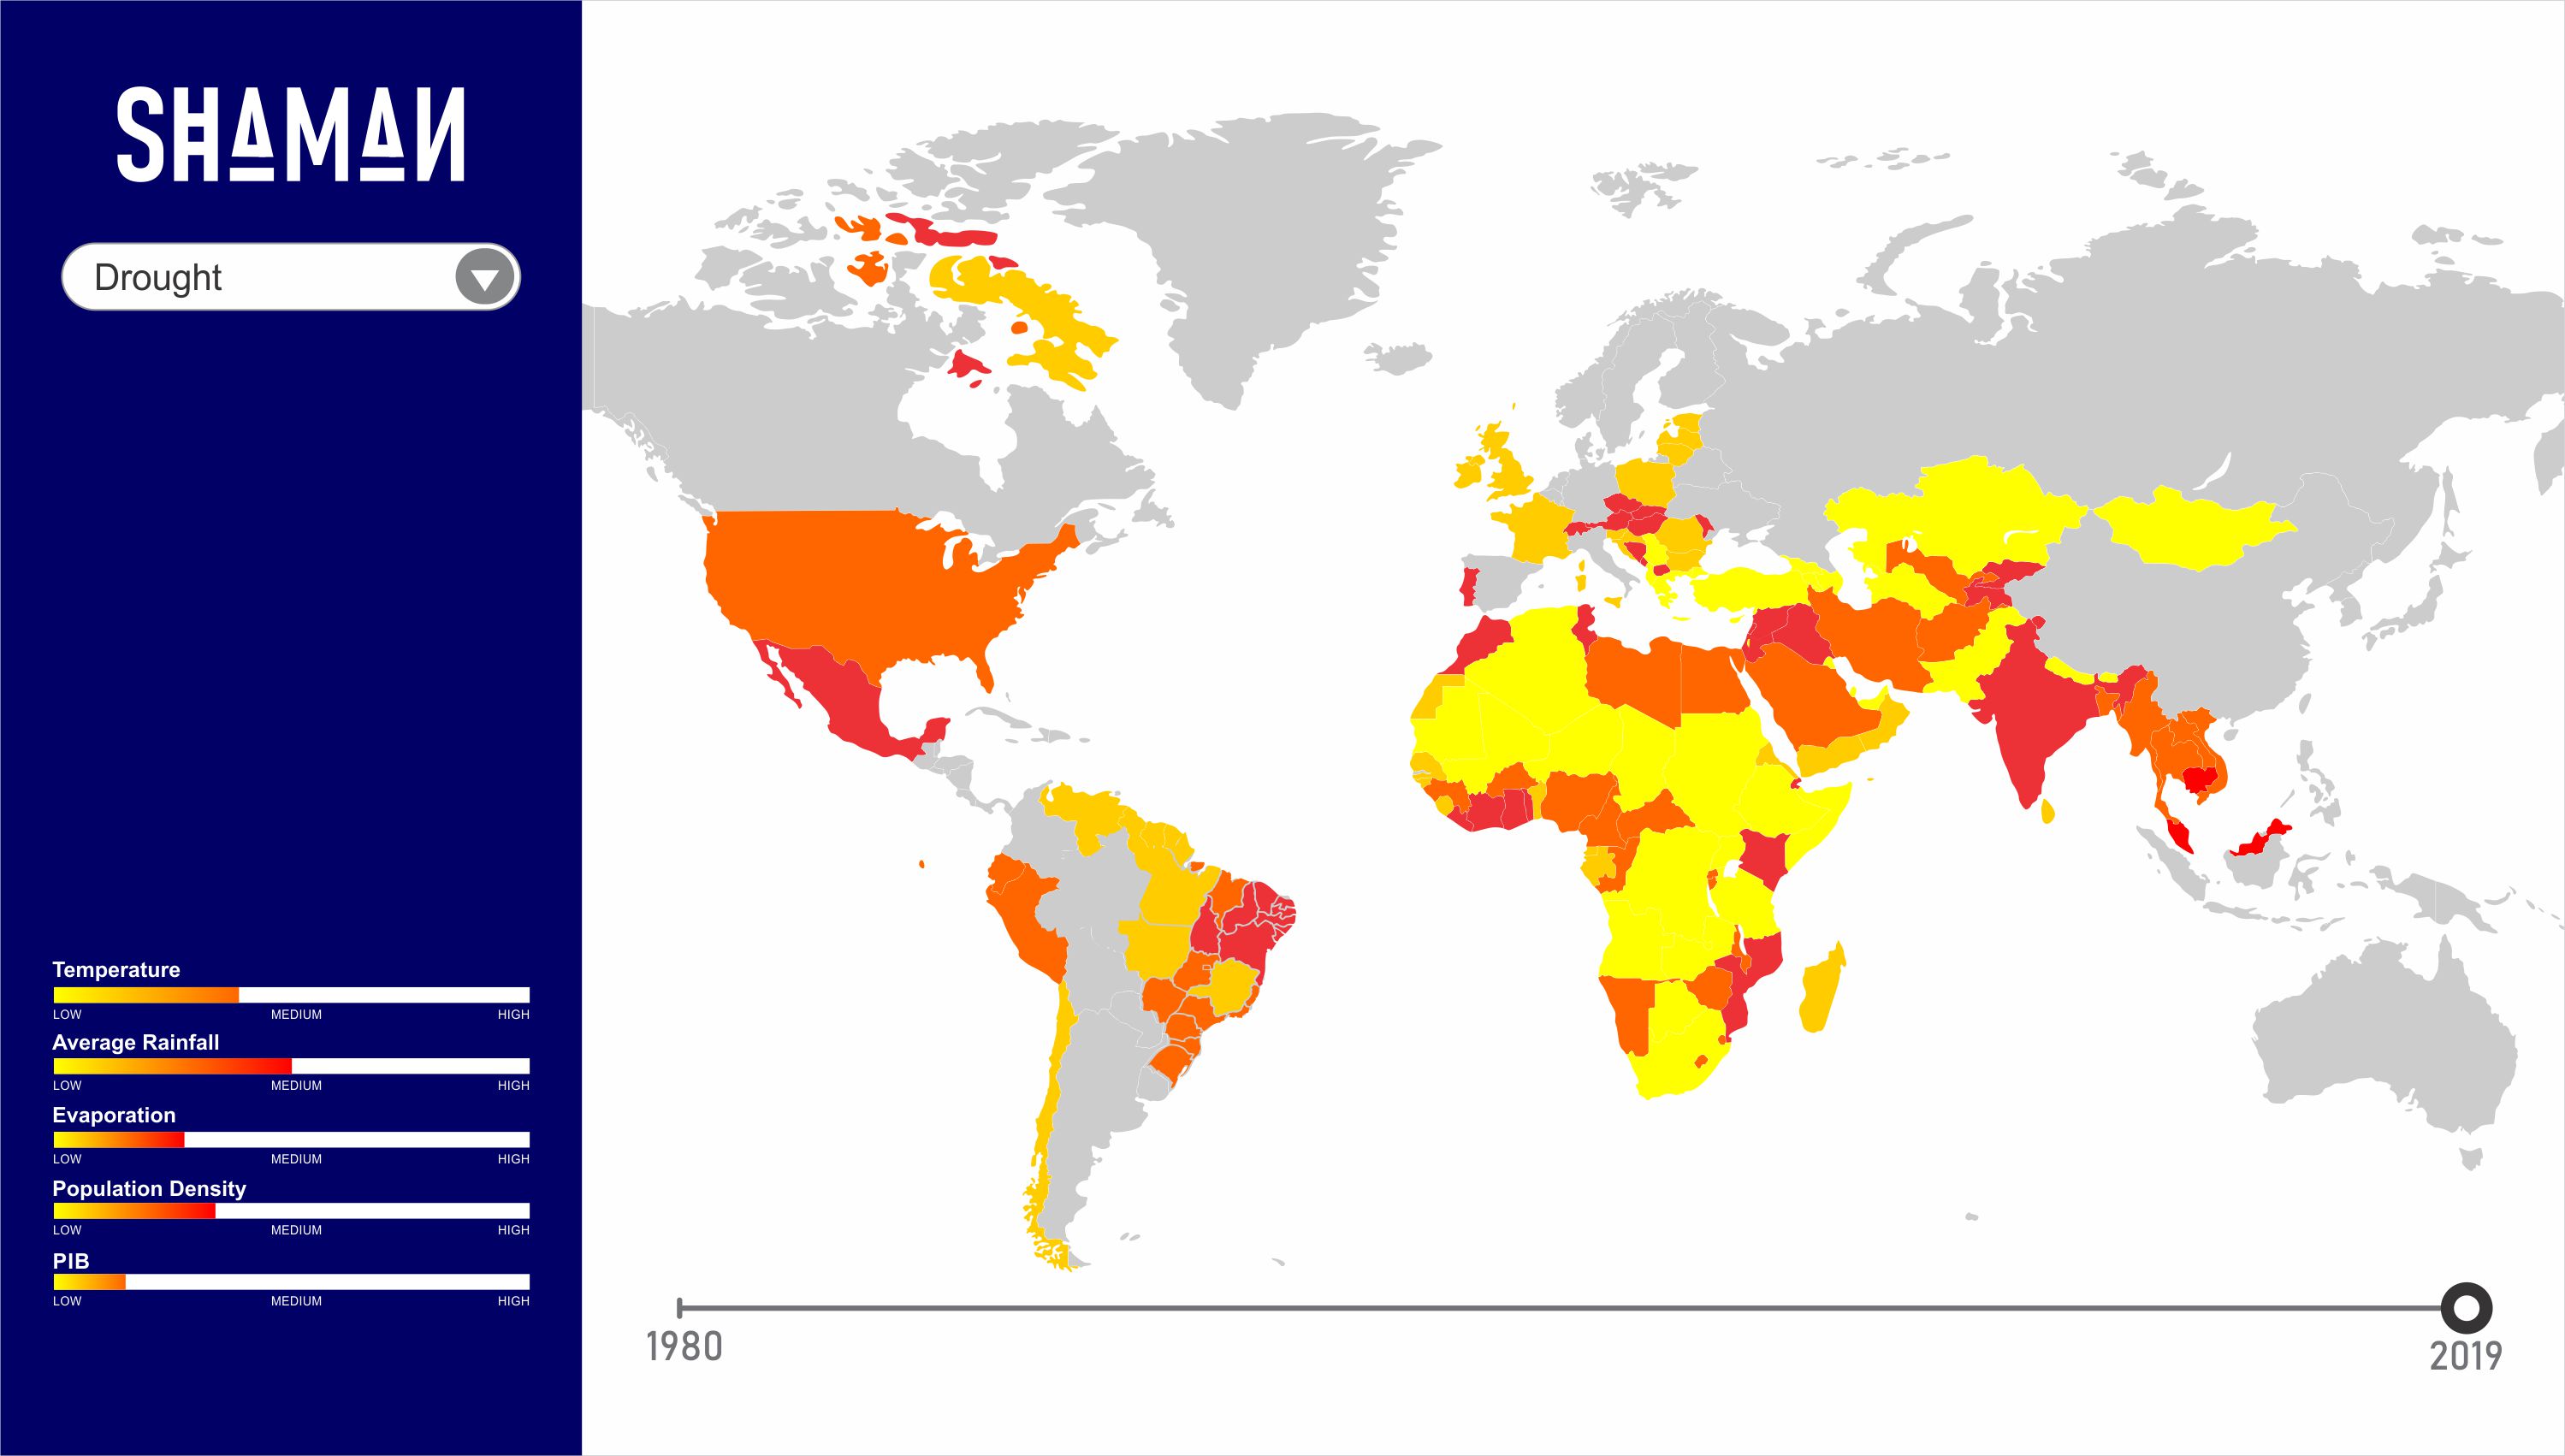 SHAMAN
Drought
Temperature
LOW MEDIUM HIGH
Average Rainfall
LOW MEDIUM HIGH
Evaporation
LOW MEDIUM HIGH
Population Density
LOW MEDIUM HIGH
PIB
LOW MEDIUM HIGH
1980
2019